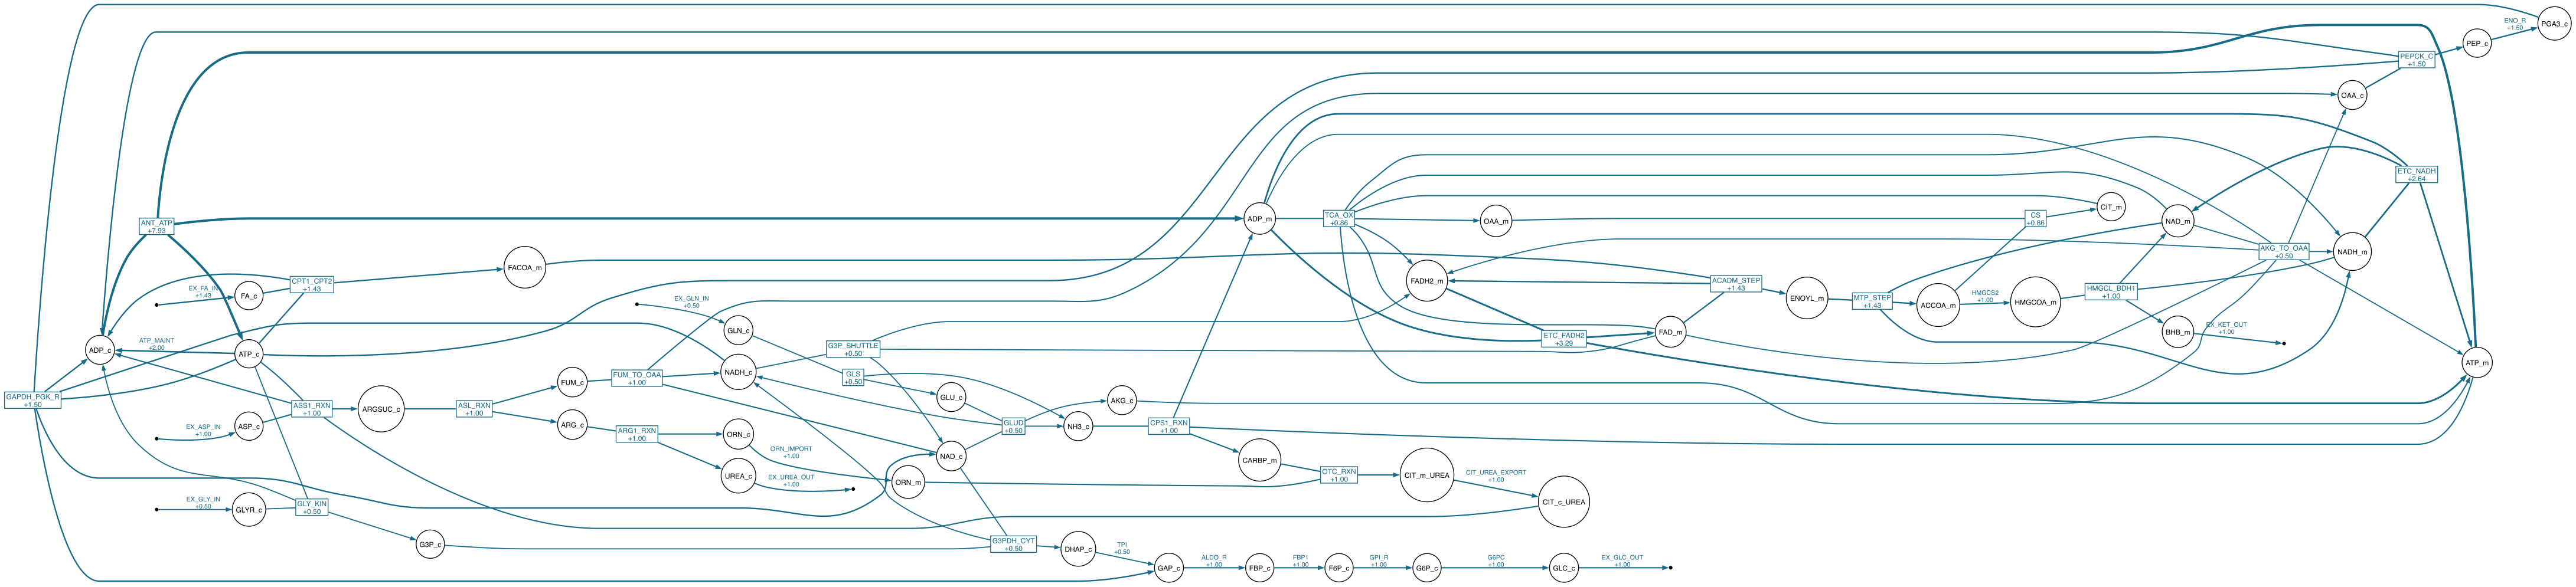 PGA3_c
ENO_R
+1.50
PEP_c
PEPCK_C
+1.50
OAA_c
ETC_NADH
+2.64
ANT_ATP
+7.93
ADP_m
TCA_OX
+0.86
OAA_m
CS
+0.86
CIT_m
NAD_m
AKG_TO_OAA
+0.50
NADH_m
FACOA_m
CPT1_CPT2
+1.43
EX_FA_IN
+1.43
FA_c
FADH2_m
ACADM_STEP
+1.43
ENOYL_m
MTP_STEP
+1.43
ACCOA_m
HMGCS2
+1.00
HMGCOA_m
HMGCL_BDH1
+1.00
BHB_m
EX_KET_OUT
+1.00
EX_GLN_IN
+0.50
GLN_c
ETC_FADH2
+3.29
FAD_m
ADP_c
ATP_MAINT
+2.00
ATP_c
G3P_SHUTTLE
+0.50
ATP_m
NADH_c
GLS
+0.50
FUM_c
FUM_TO_OAA
+1.00
GAPDH_PGK_R
+1.50
ASS1_RXN
+1.00
ARGSUC_c
ASL_RXN
+1.00
GLU_c
AKG_c
EX_ASP_IN
+1.00
ASP_c
ARG_c
ARG1_RXN
+1.00
ORN_c
GLUD
+0.50
NH3_c
CPS1_RXN
+1.00
ORN_IMPORT
+1.00
NAD_c
CARBP_m
UREA_c
EX_UREA_OUT
+1.00
ORN_m
OTC_RXN
+1.00
CIT_m_UREA
CIT_UREA_EXPORT
+1.00
CIT_c_UREA
EX_GLY_IN
+0.50
GLYR_c
GLY_KIN
+0.50
G3P_c
G3PDH_CYT
+0.50
DHAP_c
TPI
+0.50
GAP_c
ALDO_R
+1.00
FBP_c
FBP1
+1.00
F6P_c
GPI_R
+1.00
G6P_c
G6PC
+1.00
GLC_c
EX_GLC_OUT
+1.00